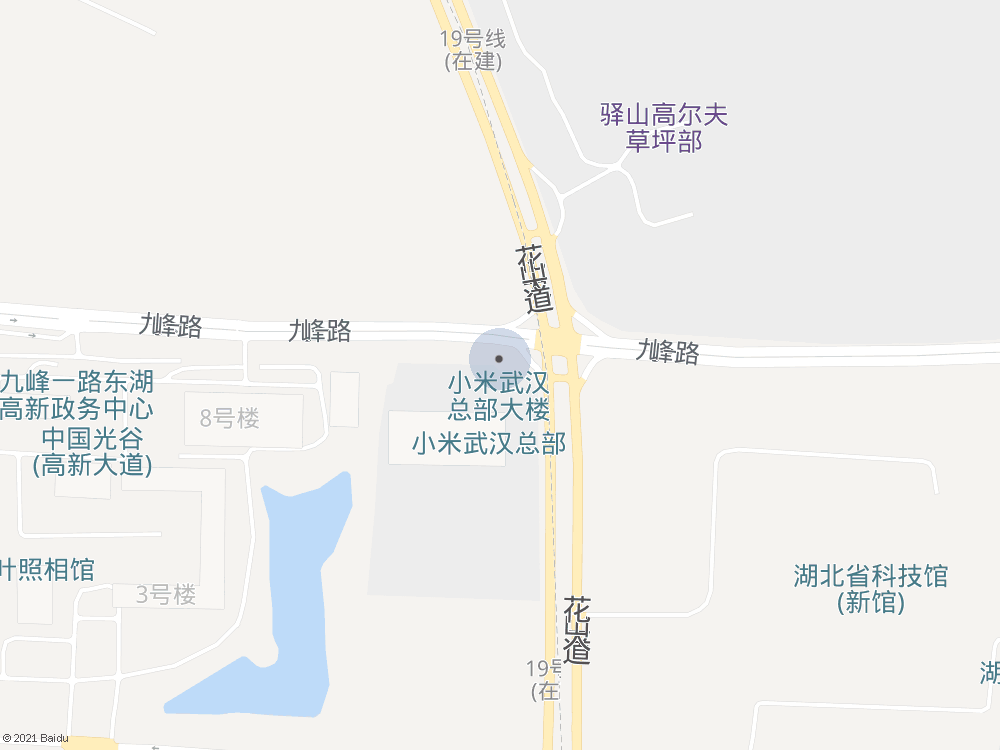 19号线
(在建)
驿山高尔夫
草坪部
花山大道
九峰路
九峰路
九峰路
小米武汉
总部大楼
九峰一路东湖
高新政务中心
8号楼
小米武汉总部
中国光谷
(高新大道)
叶照相馆
3号楼
湖北省科技馆
(新馆)
花山大道
19号
(在
湖
© 2021 Baidu